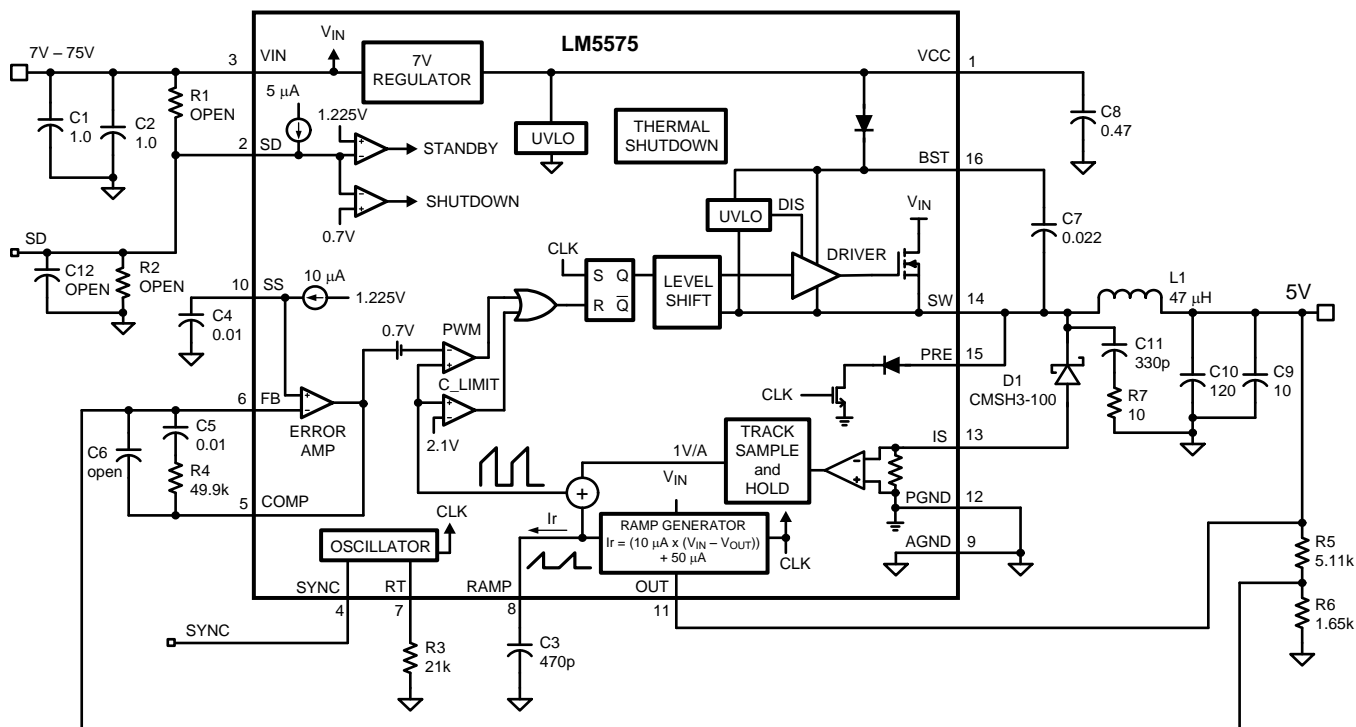 LM5575
7V – 75V
3
VIN
VIN
7V
REGULATOR
VCC
1
R1
OPEN
5 µA
C1
1.0
C2
1.0
1.225V
UVLO
THERMAL
SHUTDOWN
C8
0.47
2
SD
STANDBY
BST
16
SHUTDOWN
0.7V
UVLO
DIS
VIN
C7
0.022
SD
C12
OPEN
R2
OPEN
CLK
DRIVER
10
SS
10 µA
1.225V
S
Q
R
Q
LEVEL
SHIFT
SW
14
L1
47 µH
5V
C4
0.01
0.7V
PWM
PRE
15
C11
330p
C10
120
C9
10
C_LIMIT
CLK
D1
CMSH3-100
R7
10
6
FB
C5
0.01
ERROR
AMP
2.1V
IS
13
C6
open
R4
49.9k
1V/A
TRACK
SAMPLE
and
HOLD
VIN
5
COMP
PGND
12
CLK
Ir
RAMP GENERATOR
Ir = (10 µA x (VIN – VOUT))
+ 50 µA
OSCILLATOR
CLK
AGND
9
R5
5.11k
SYNC
RT
RAMP
OUT
4
7
8
11
R6
1.65k
SYNC
R3
21k
C3
470p